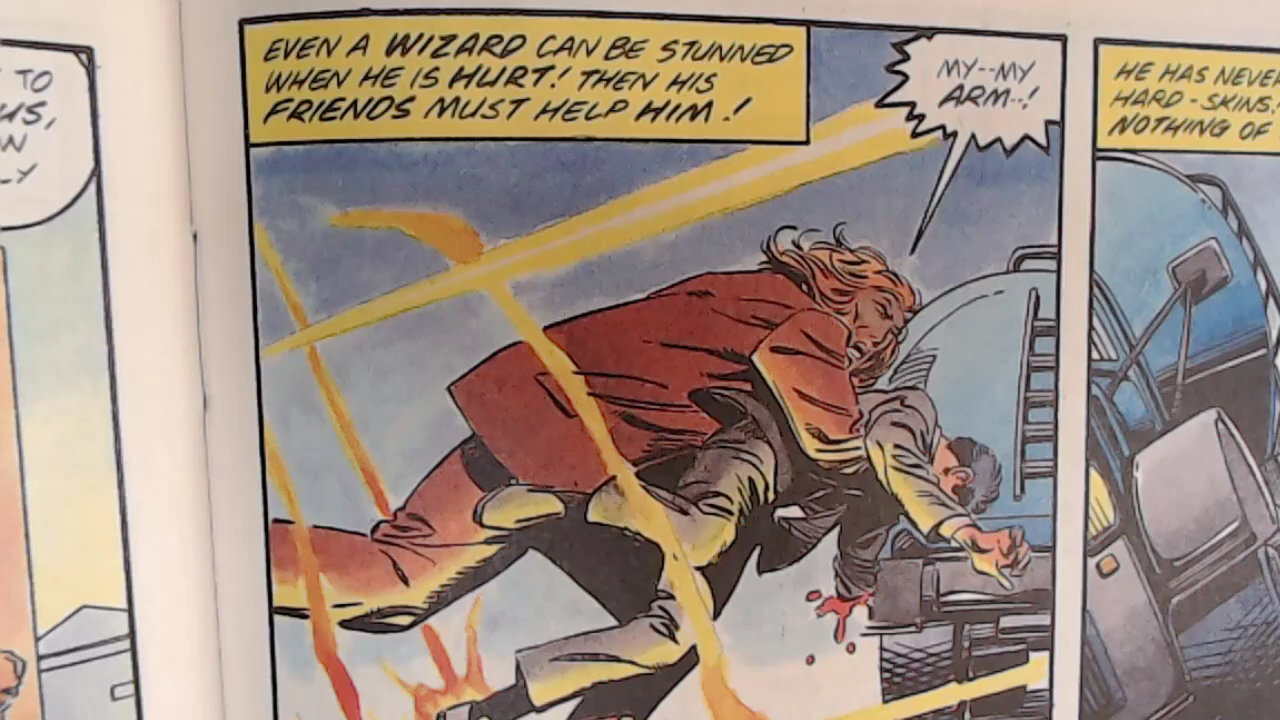 TO
EVEN A WIZARD CAN BE STUNNED
WHEN HE IS HURT! THEN HIS
FRIENDS MUST HELP HIM!
MY--MY
ARM--!
HE HAS NEVER
HARD-SKINS!
NOTHING OF